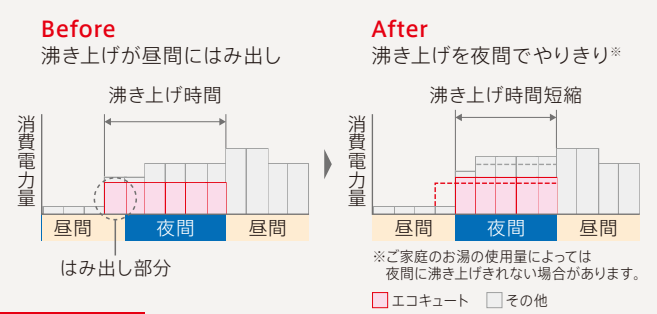 Before
沸き上げが昼間にはみ出し
沸き上げ時間
消費電力量
昼間
夜間
昼間
はみ出し部分
After
沸き上げを夜間でやりきり※
沸き上げ時間短縮
消費電力量
昼間
夜間
昼間
※ご家庭のお湯の使用量によっては
夜間に沸き上げきれない場合があります。
エコキュート
その他